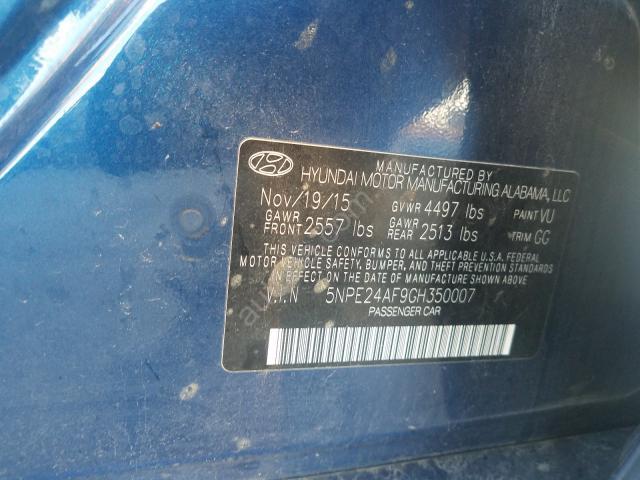 MANUFACTURED BY
HYUNDAI MOTOR MANUFACTURING ALABAMA, LLC
Nov/19/15 GVWR 4497 lbs PAINT VU
GAWR FRONT 2557 lbs GAWR REAR 2513 lbs TRIM GG
THIS VEHICLE CONFORMS TO ALL APPLICABLE FEDERAL
MOTOR VEHICLE SAFETY, BUMPER, AND THEFT PREVENTION
STANDARDS IN EFFECT ON THE DATE OF MANUFACTURE SHOWN ABOVE.
V.I.N 5NPE24AF9GH350007
PASSENGER CAR